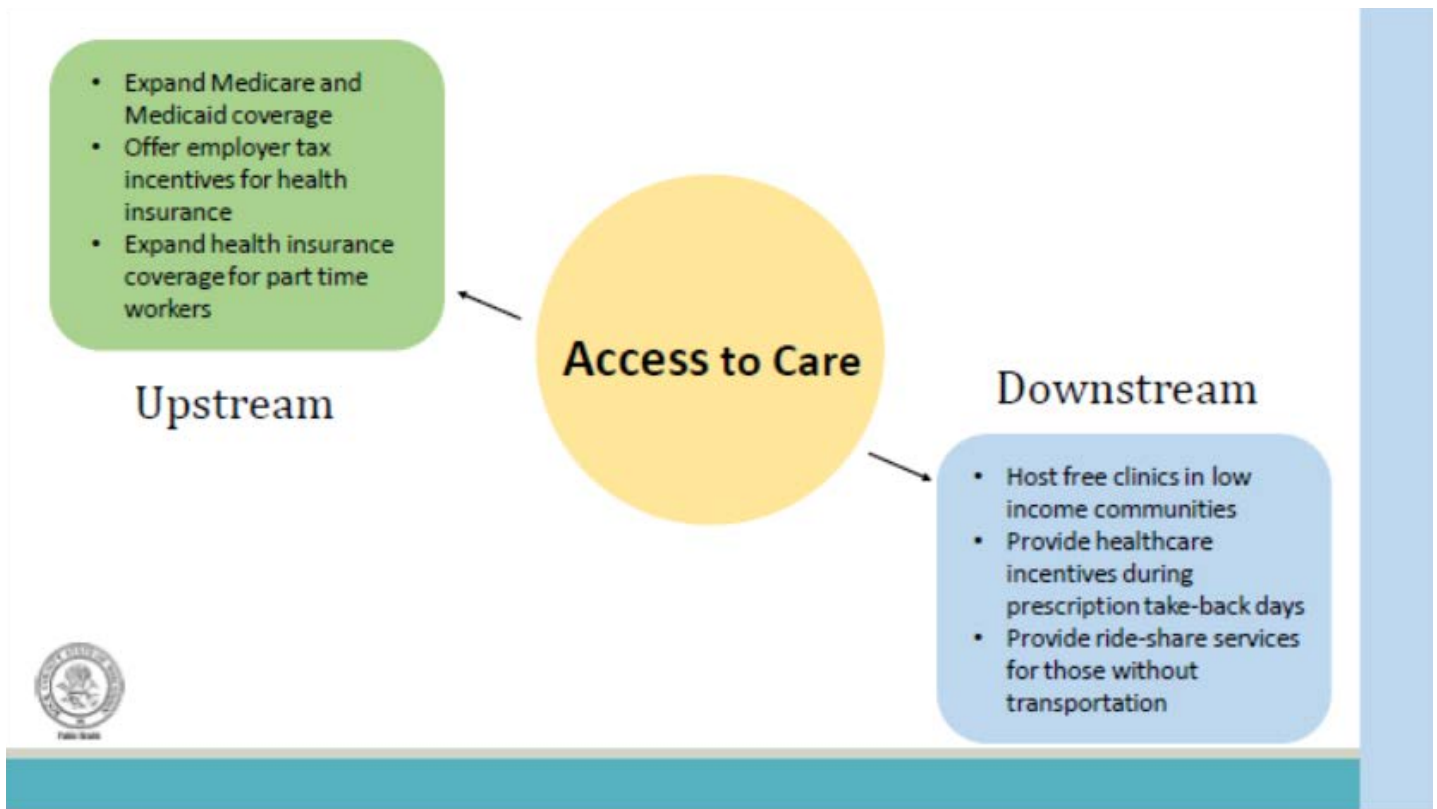 • Expand Medicare and
Medicaid coverage
• Offer employer tax
incentives for health
insurance
• Expand health insurance
coverage for part time
workers
Upstream
Access to Care
Downstream
• Host free clinics in low
income communities
• Provide healthcare
incentives during
prescription take-back days
• Provide ride-share services
for those without
transportation
Public Health